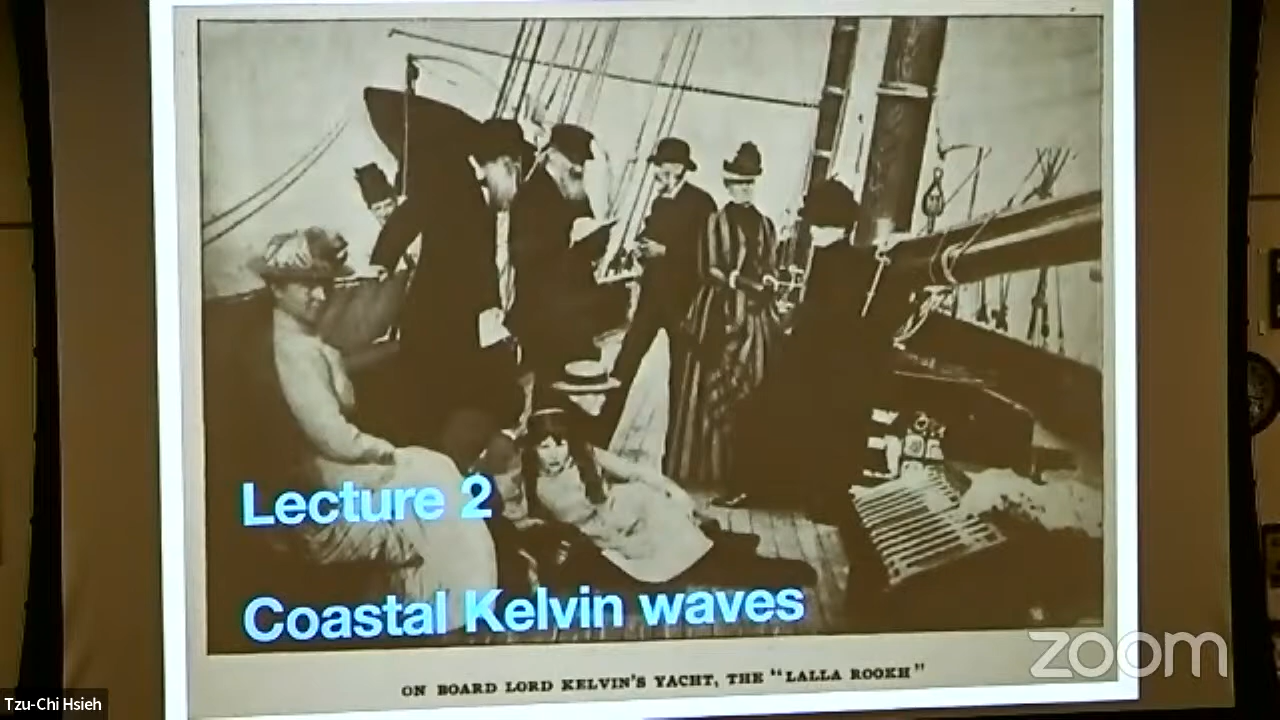 Lecture 2
Coastal Kelvin waves
ON BOARD LORD KELVIN'S YACHT, THE "LALLA ROOKH"
zoom
Tzu-Chi Hsieh